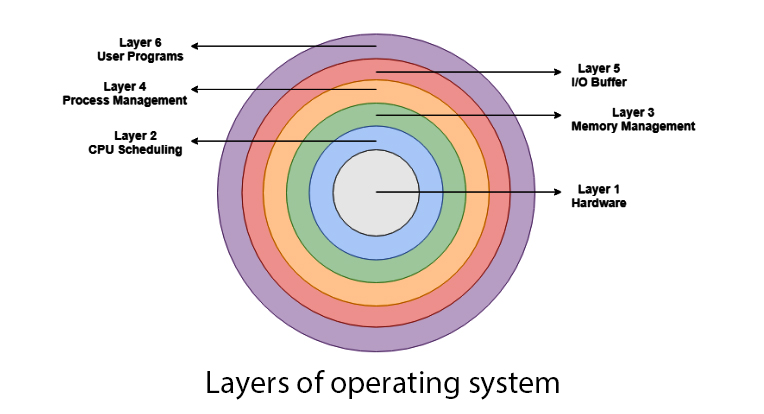 Layer 6
User Programs
Layer 5
I/O Buffer
Layer 4
Process Management
Layer 3
Memory Management
Layer 2
CPU Scheduling
Layer 1
Hardware
Layers of operating system